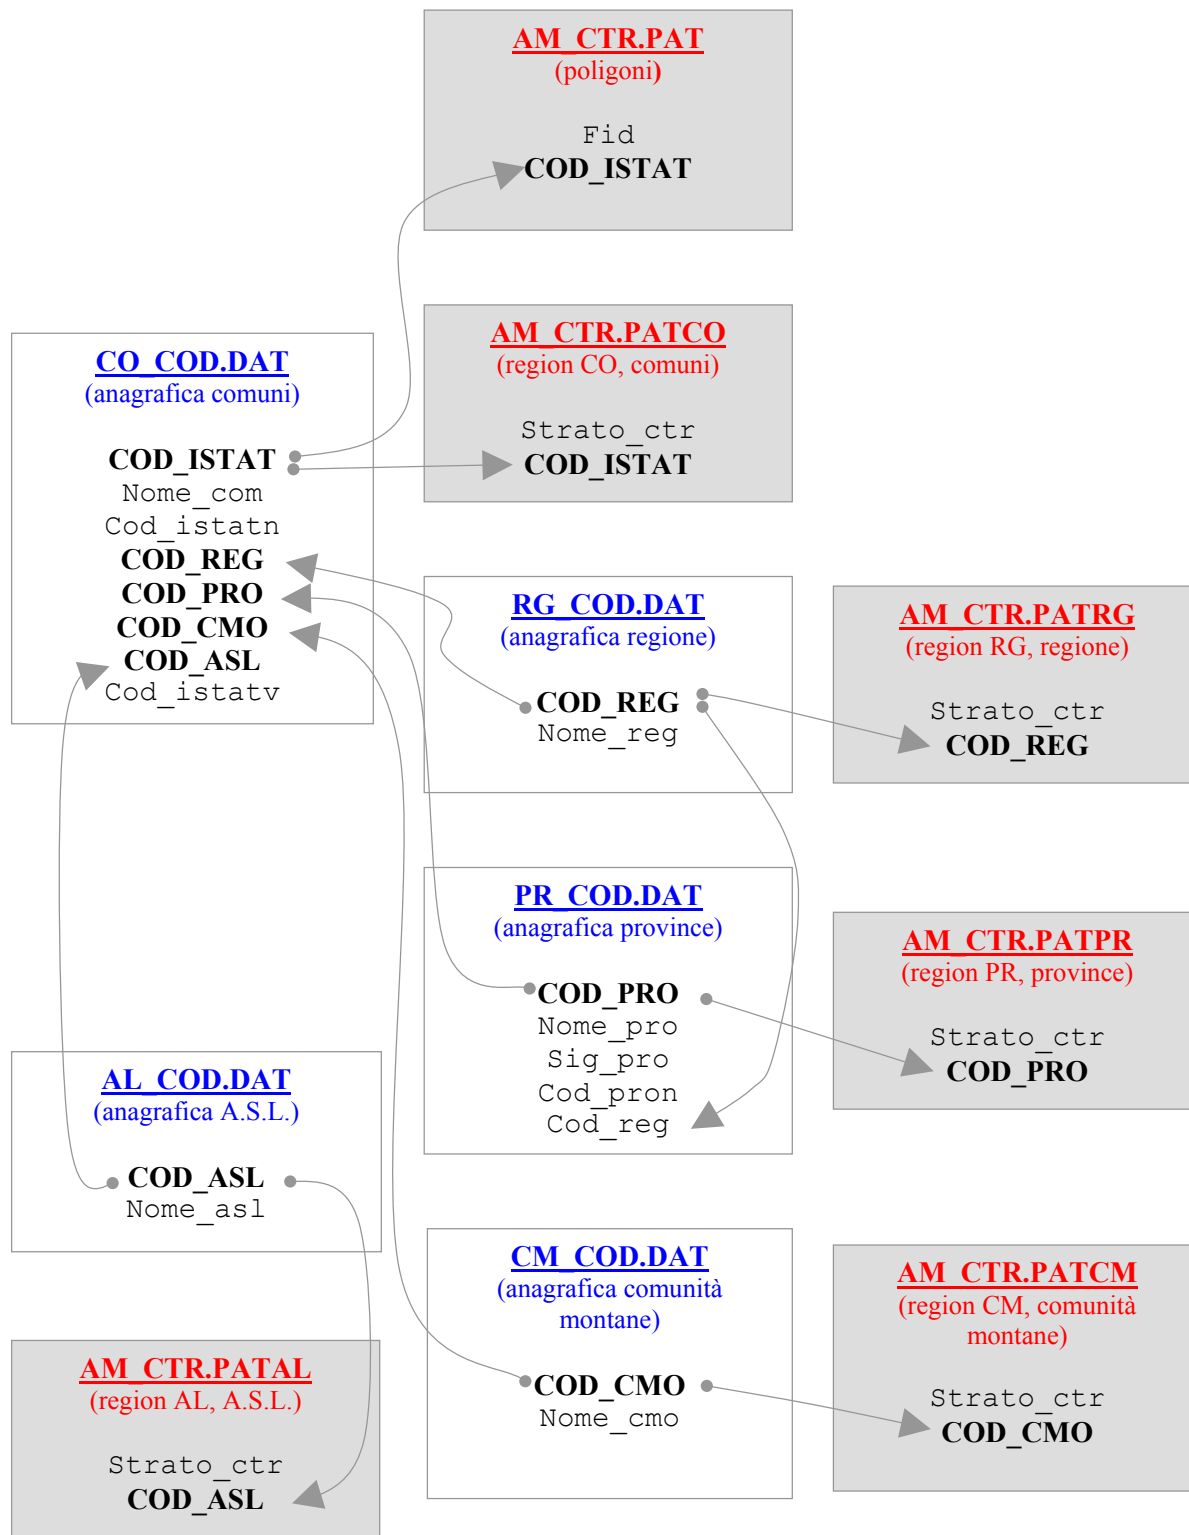 AM_CTR.PAT
(poligoni)
Fid
COD_ISTAT
CO_COD.DAT
(anagrafica comuni)
COD_ISTAT
Nome_com
Cod_istatn
COD_REG
COD_PRO
COD_CMO
COD_ASL
Cod_istatv
AM_CTR.PATCO
(region CO, comuni)
Strato_ctr
COD_ISTAT
RG_COD.DAT
(anagrafica regione)
COD_REG
Nome_reg
AM_CTR.PATRG
(region RG, regione)
Strato_ctr
COD_REG
PR_COD.DAT
(anagrafica province)
COD_PRO
Nome_pro
Sig_pro
Cod_pron
Cod_reg
AM_CTR.PATPR
(region PR, province)
Strato_ctr
COD_PRO
AL_COD.DAT
(anagrafica A.S.L.)
COD_ASL
Nome_asl
CM_COD.DAT
(anagrafica comunità
montane)
COD_CMO
Nome_cmo
AM_CTR.PATCM
(region CM, comunità
montane)
Strato_ctr
COD_CMO
AM_CTR.PATAL
(region AL, A.S.L.)
Strato_ctr
COD_ASL